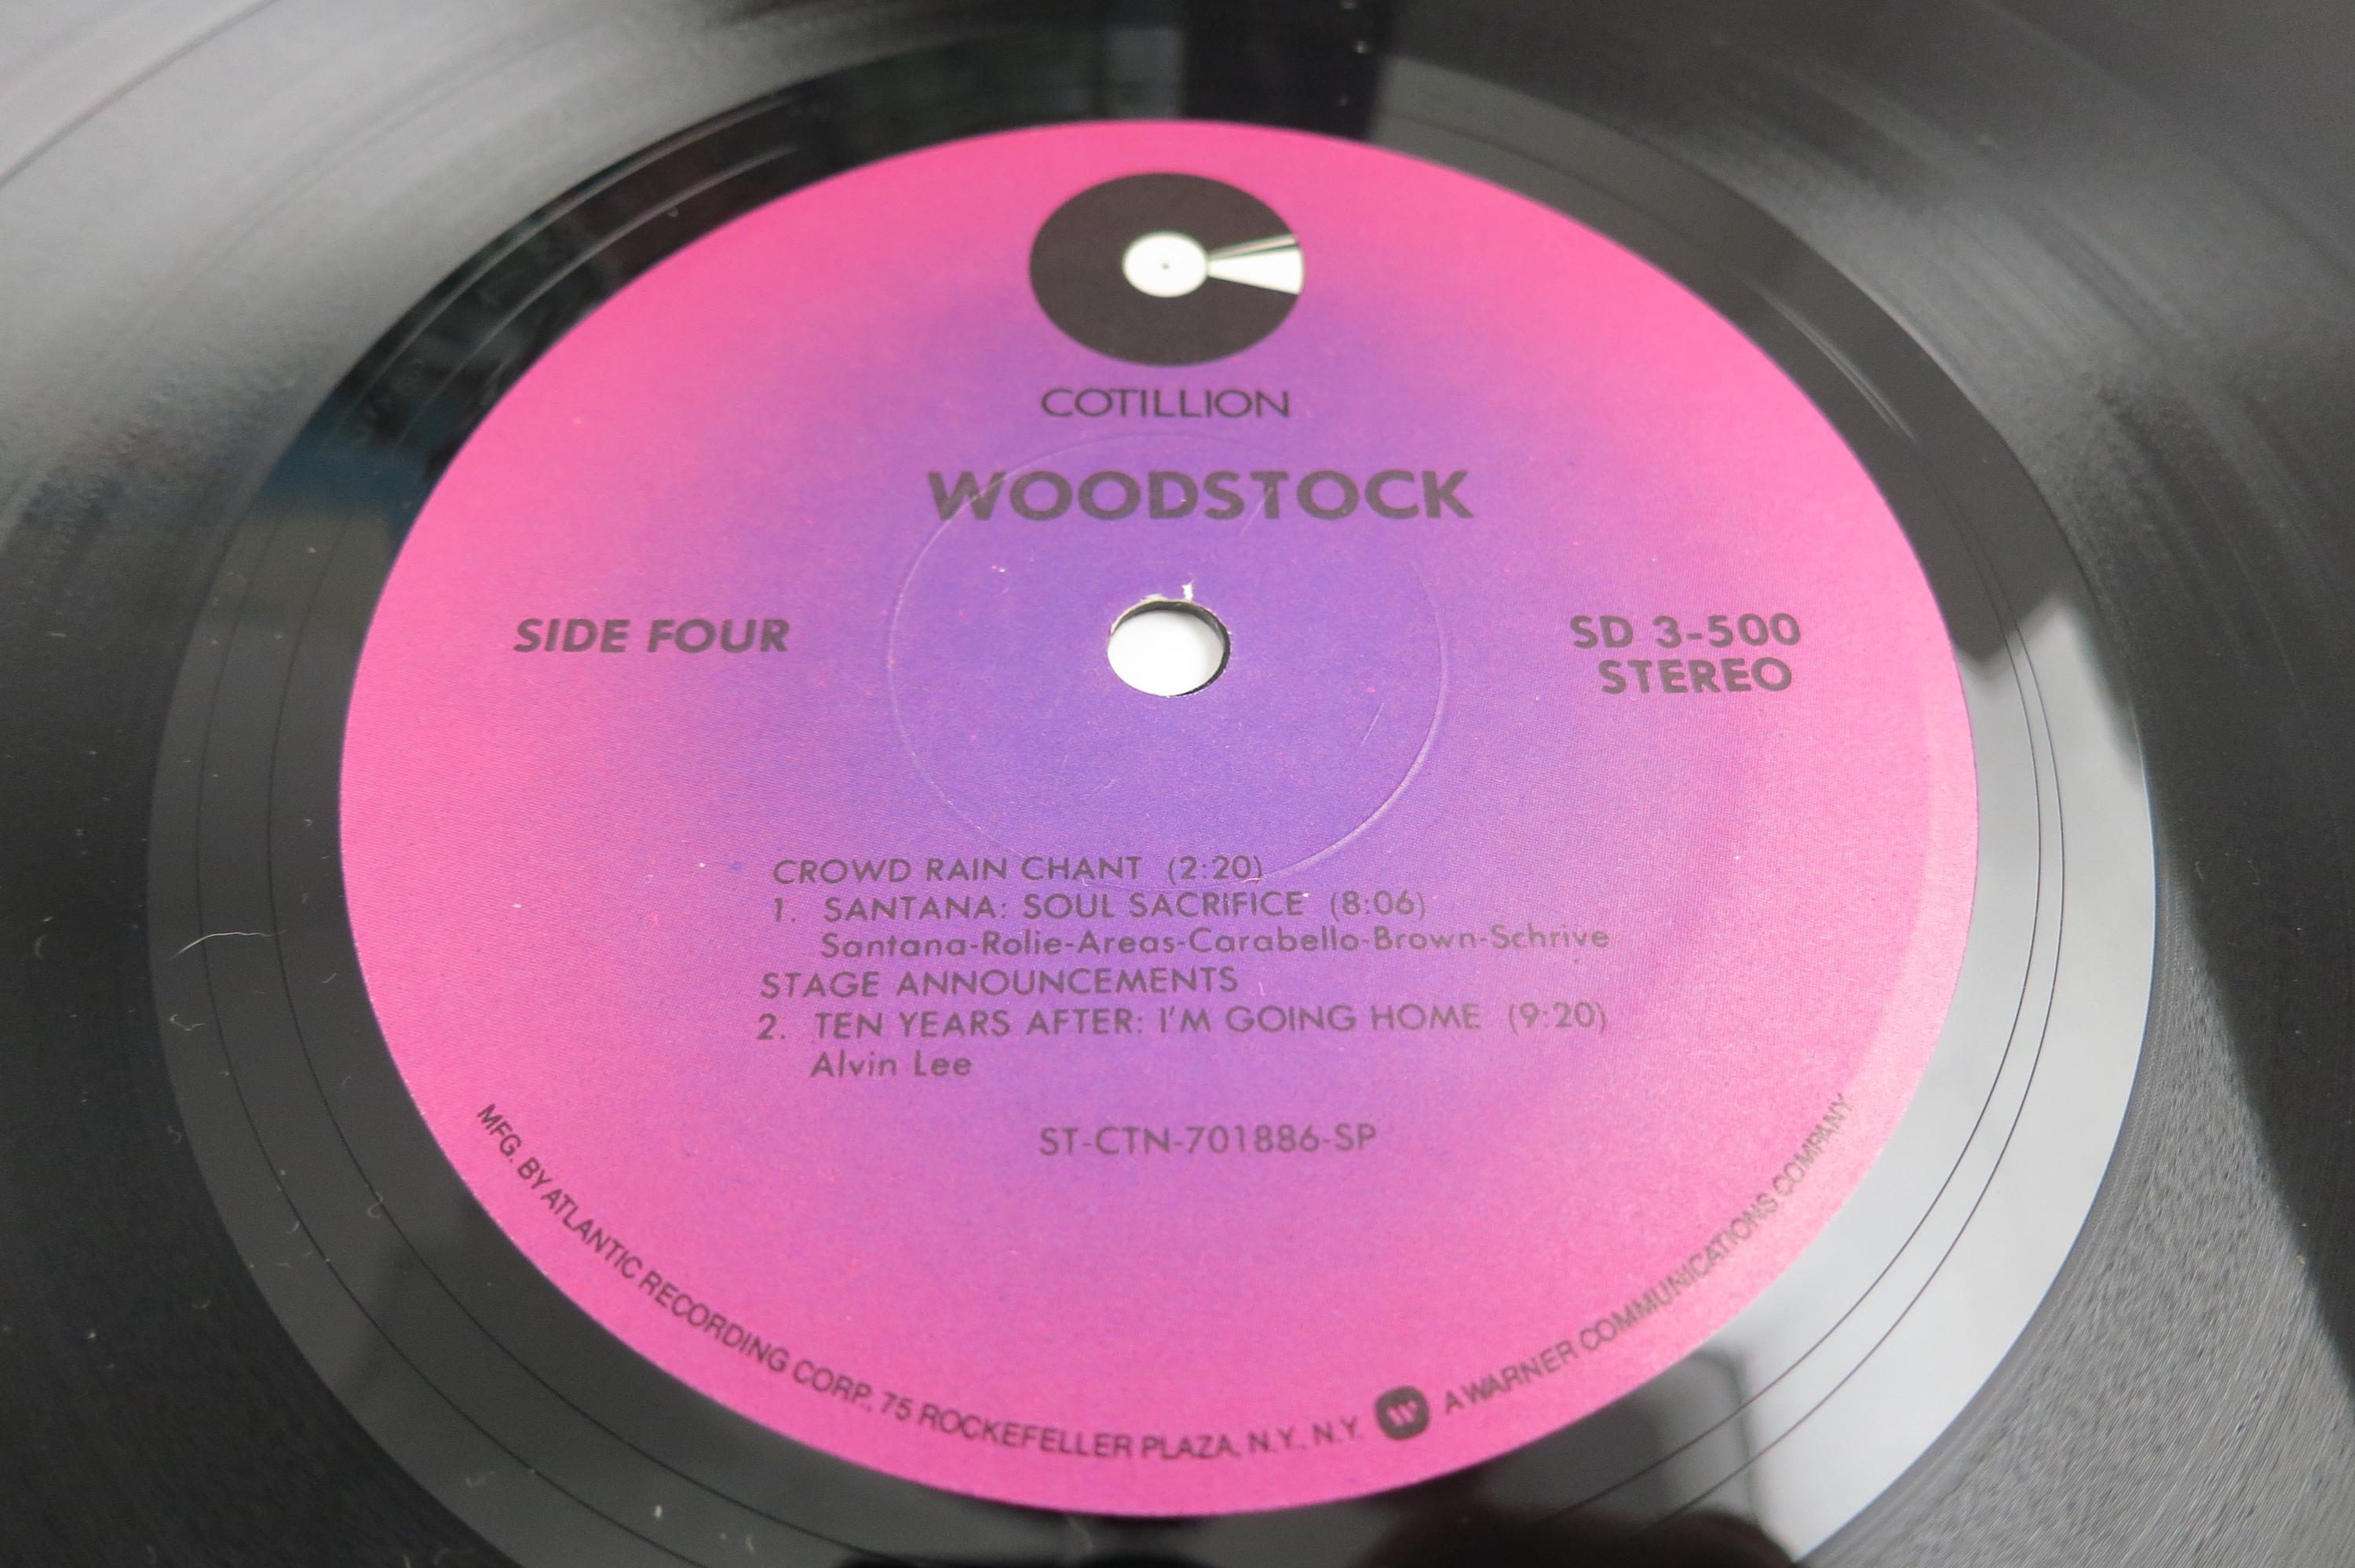 COTILLION
WOODSTOCK
SIDE FOUR
SD 3-500
STEREO
CROWD RAIN CHANT (2:20)
1. SANTANA: SOUL SACRIFICE (8:06)
Santana-Rolie-Areas-Carabello-Brown-Schrive
STAGE ANNOUNCEMENTS
2. TEN YEARS AFTER: I'M GOING HOME (9:20)
Alvin Lee
ST-CTN-701886-SP
MFG. BY ATLANTIC RECORDING CORP., 75 ROCKEFELLER PLAZA, N.Y., N.Y. W A WARNER COMMUNICATIONS COMPANY